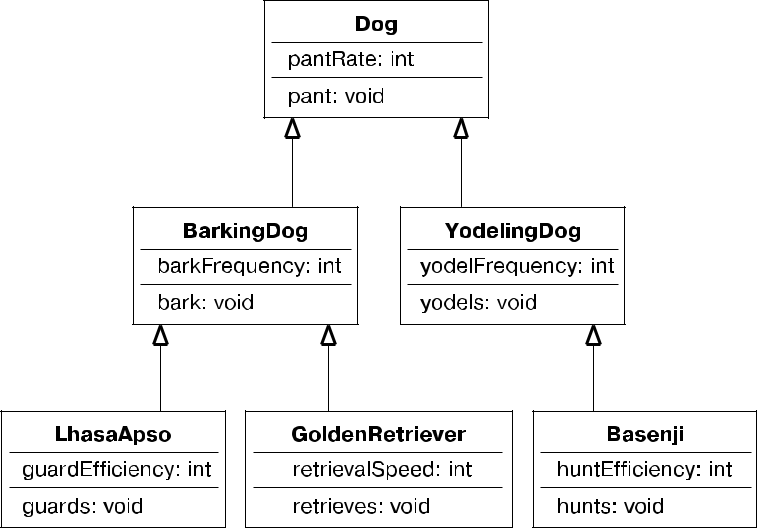 Dog
pantRate: int
pant: void
BarkingDog
barkFrequency: int
bark: void
YodelingDog
yodelFrequency: int
yodels: void
LhasaApso
guardEfficiency: int
guards: void
GoldenRetriever
retrievalSpeed: int
retrieves: void
Basenji
huntEfficiency: int
hunts: void